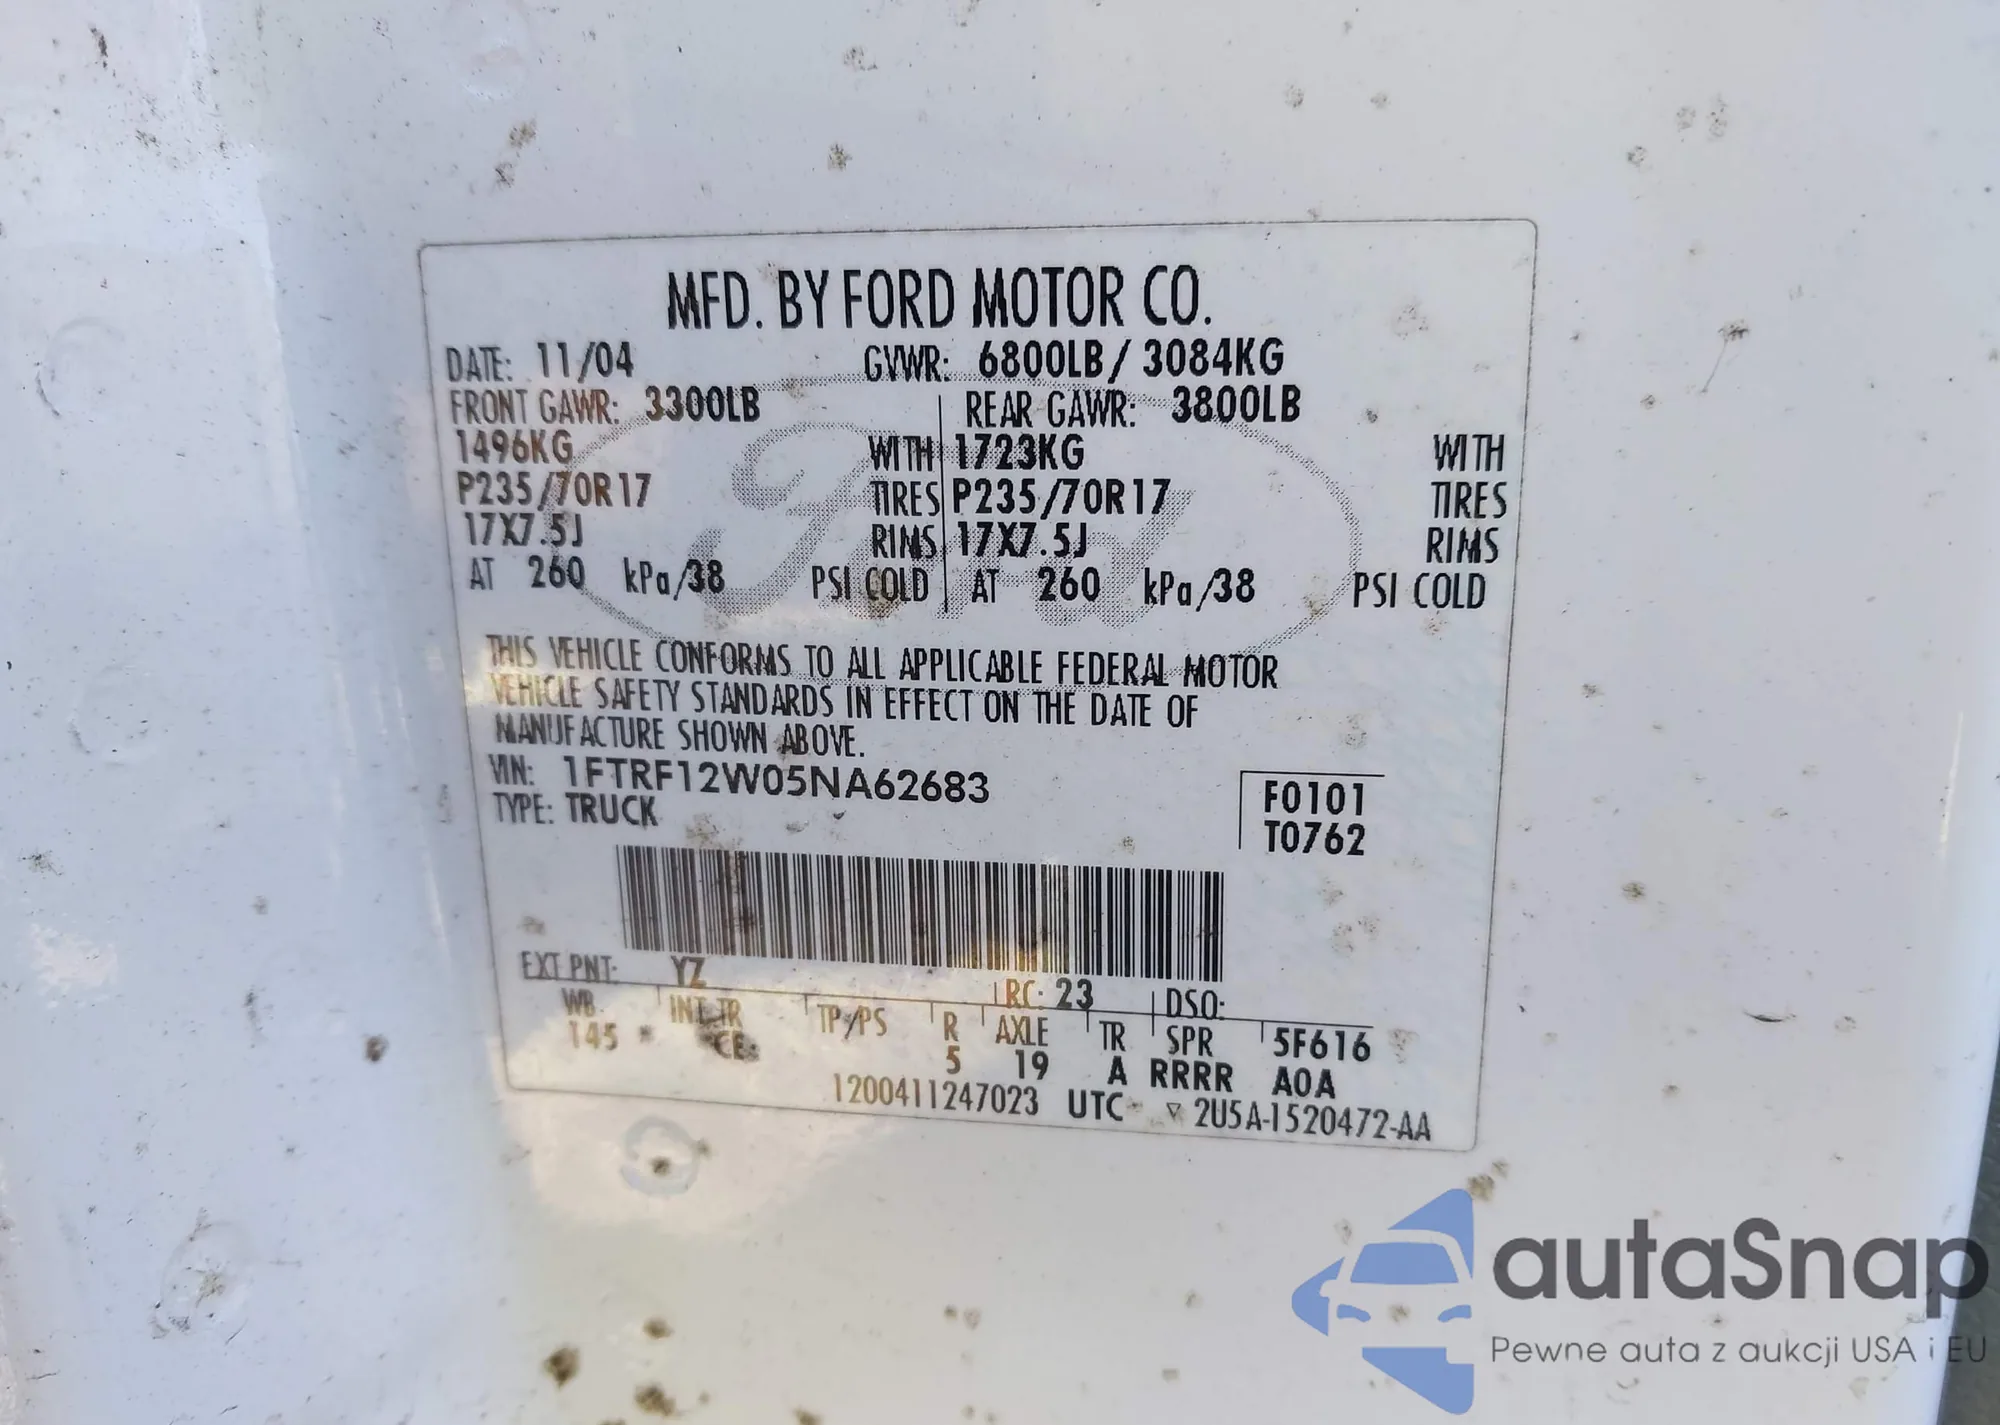 MFD. BY FORD MOTOR CO.
DATE: 11/04 GVWR: 6800LB / 3084KG
FRONT GAWR: 3300LB REAR GAWR: 3800LB
1496KG WITH 1723KG WITH
P235/70R17 TIRES P235/70R17 TIRES
17X7.5J RIMS 17X7.5J RIMS
AT 260 kPa/38 PSI COLD AT 260 kPa/38 PSI COLD
THIS VEHICLE CONFORMS TO ALL APPLICABLE FEDERAL MOTOR
VEHICLE SAFETY STANDARDS IN EFFECT ON THE DATE OF
MANUFACTURE SHOWN ABOVE.
VIN: 1FTRF12W05NA62683
TYPE: TRUCK
F0101
T0762
EXT PNT: YZ RC: 23 DSO:
WB INT TR TP/PS R AXLE TR SPR 5F616
145 CE 5 19 A RRRR A0A
1200411247023 UTC ▽ 2U5A-1520472-AA
Ford
autaSnap
Pewne auta z aukcji USA i EU